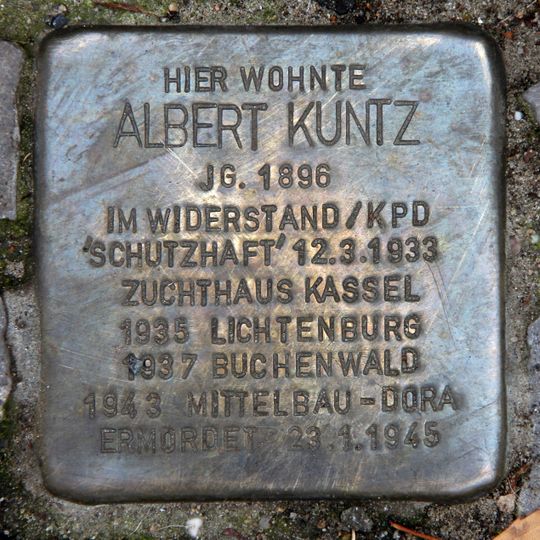 HIER WOHNTE
ALBERT KUNTZ
JG. 1896
IM WIDERSTAND/KPD
'SCHUTZHAFT' 12.3.1933
ZUCHTHAUS KASSEL
1935 LICHTENBURG
1937 BUCHENWALD
1943 MITTELBAU-DORA
ERMORDET 23.1.1945